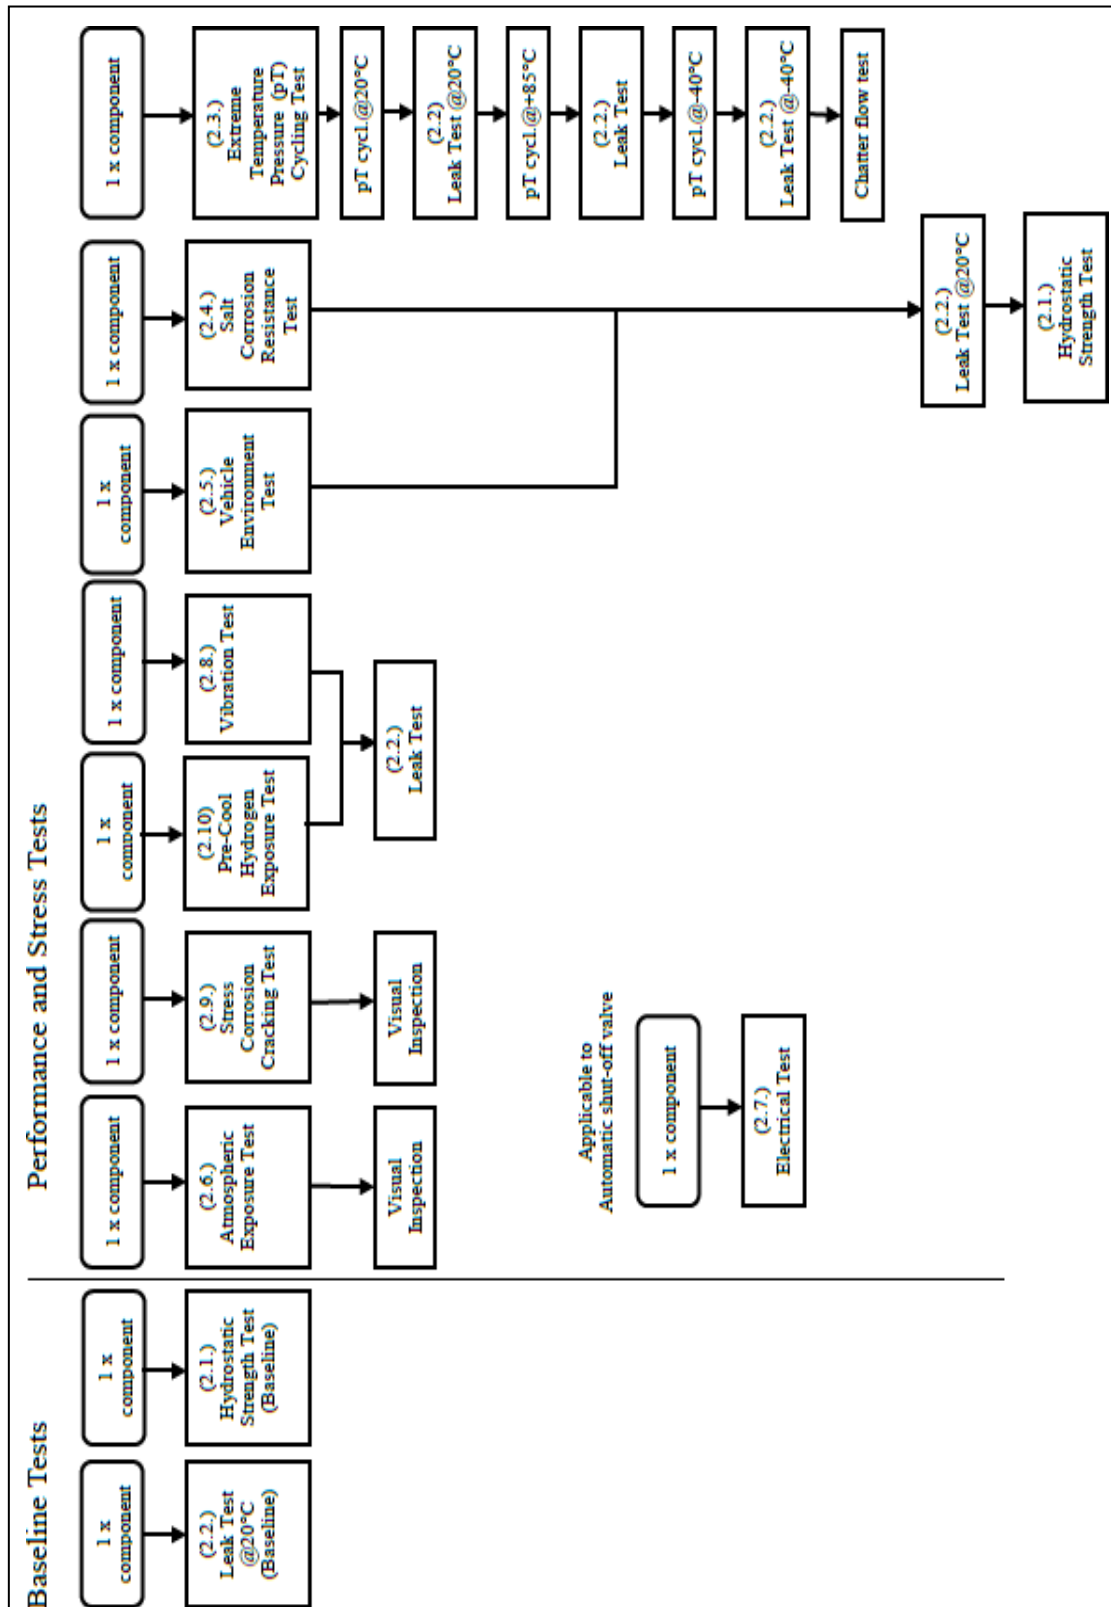 Baseline Tests
1 x
component
(2.2.)
Leak Test
@20°C
(Baseline)
1 x
component
(2.1.)
Hydrostatic
Strength Test
(Baseline)
Performance and Stress Tests
1 x component
(2.6.)
Atmospheric
Exposure Test
Visual
Inspection
1 x component
(2.9.)
Stress
Corrosion
Cracking Test
Visual
Inspection
1 x
component
(2.10)
Pre-Cool
Hydrogen
Exposure Test
1 x component
(2.8.)
Vibration Test
(2.2.)
Leak Test
1 x
component
(2.5.)
Vehicle
Environment
Test
1 x component
(2.4.)
Salt
Corrosion
Resistance
Test
(2.2.)
Leak Test @20°C
(2.1.)
Hydrostatic
Strength Test
1 x component
(2.3.)
Extreme
Temperature
Pressure (pT)
Cycling Test
pT cycl.@20°C
(2.2)
Leak Test @20°C
pT cycl.@+85°C
(2.2.)
Leak Test
pT cycl.@-40°C
(2.2.)
Leak Test @-40°C
Chatter flow test
Applicable to
Automatic shut-off valve
1 x component
(2.7.)
Electrical Test